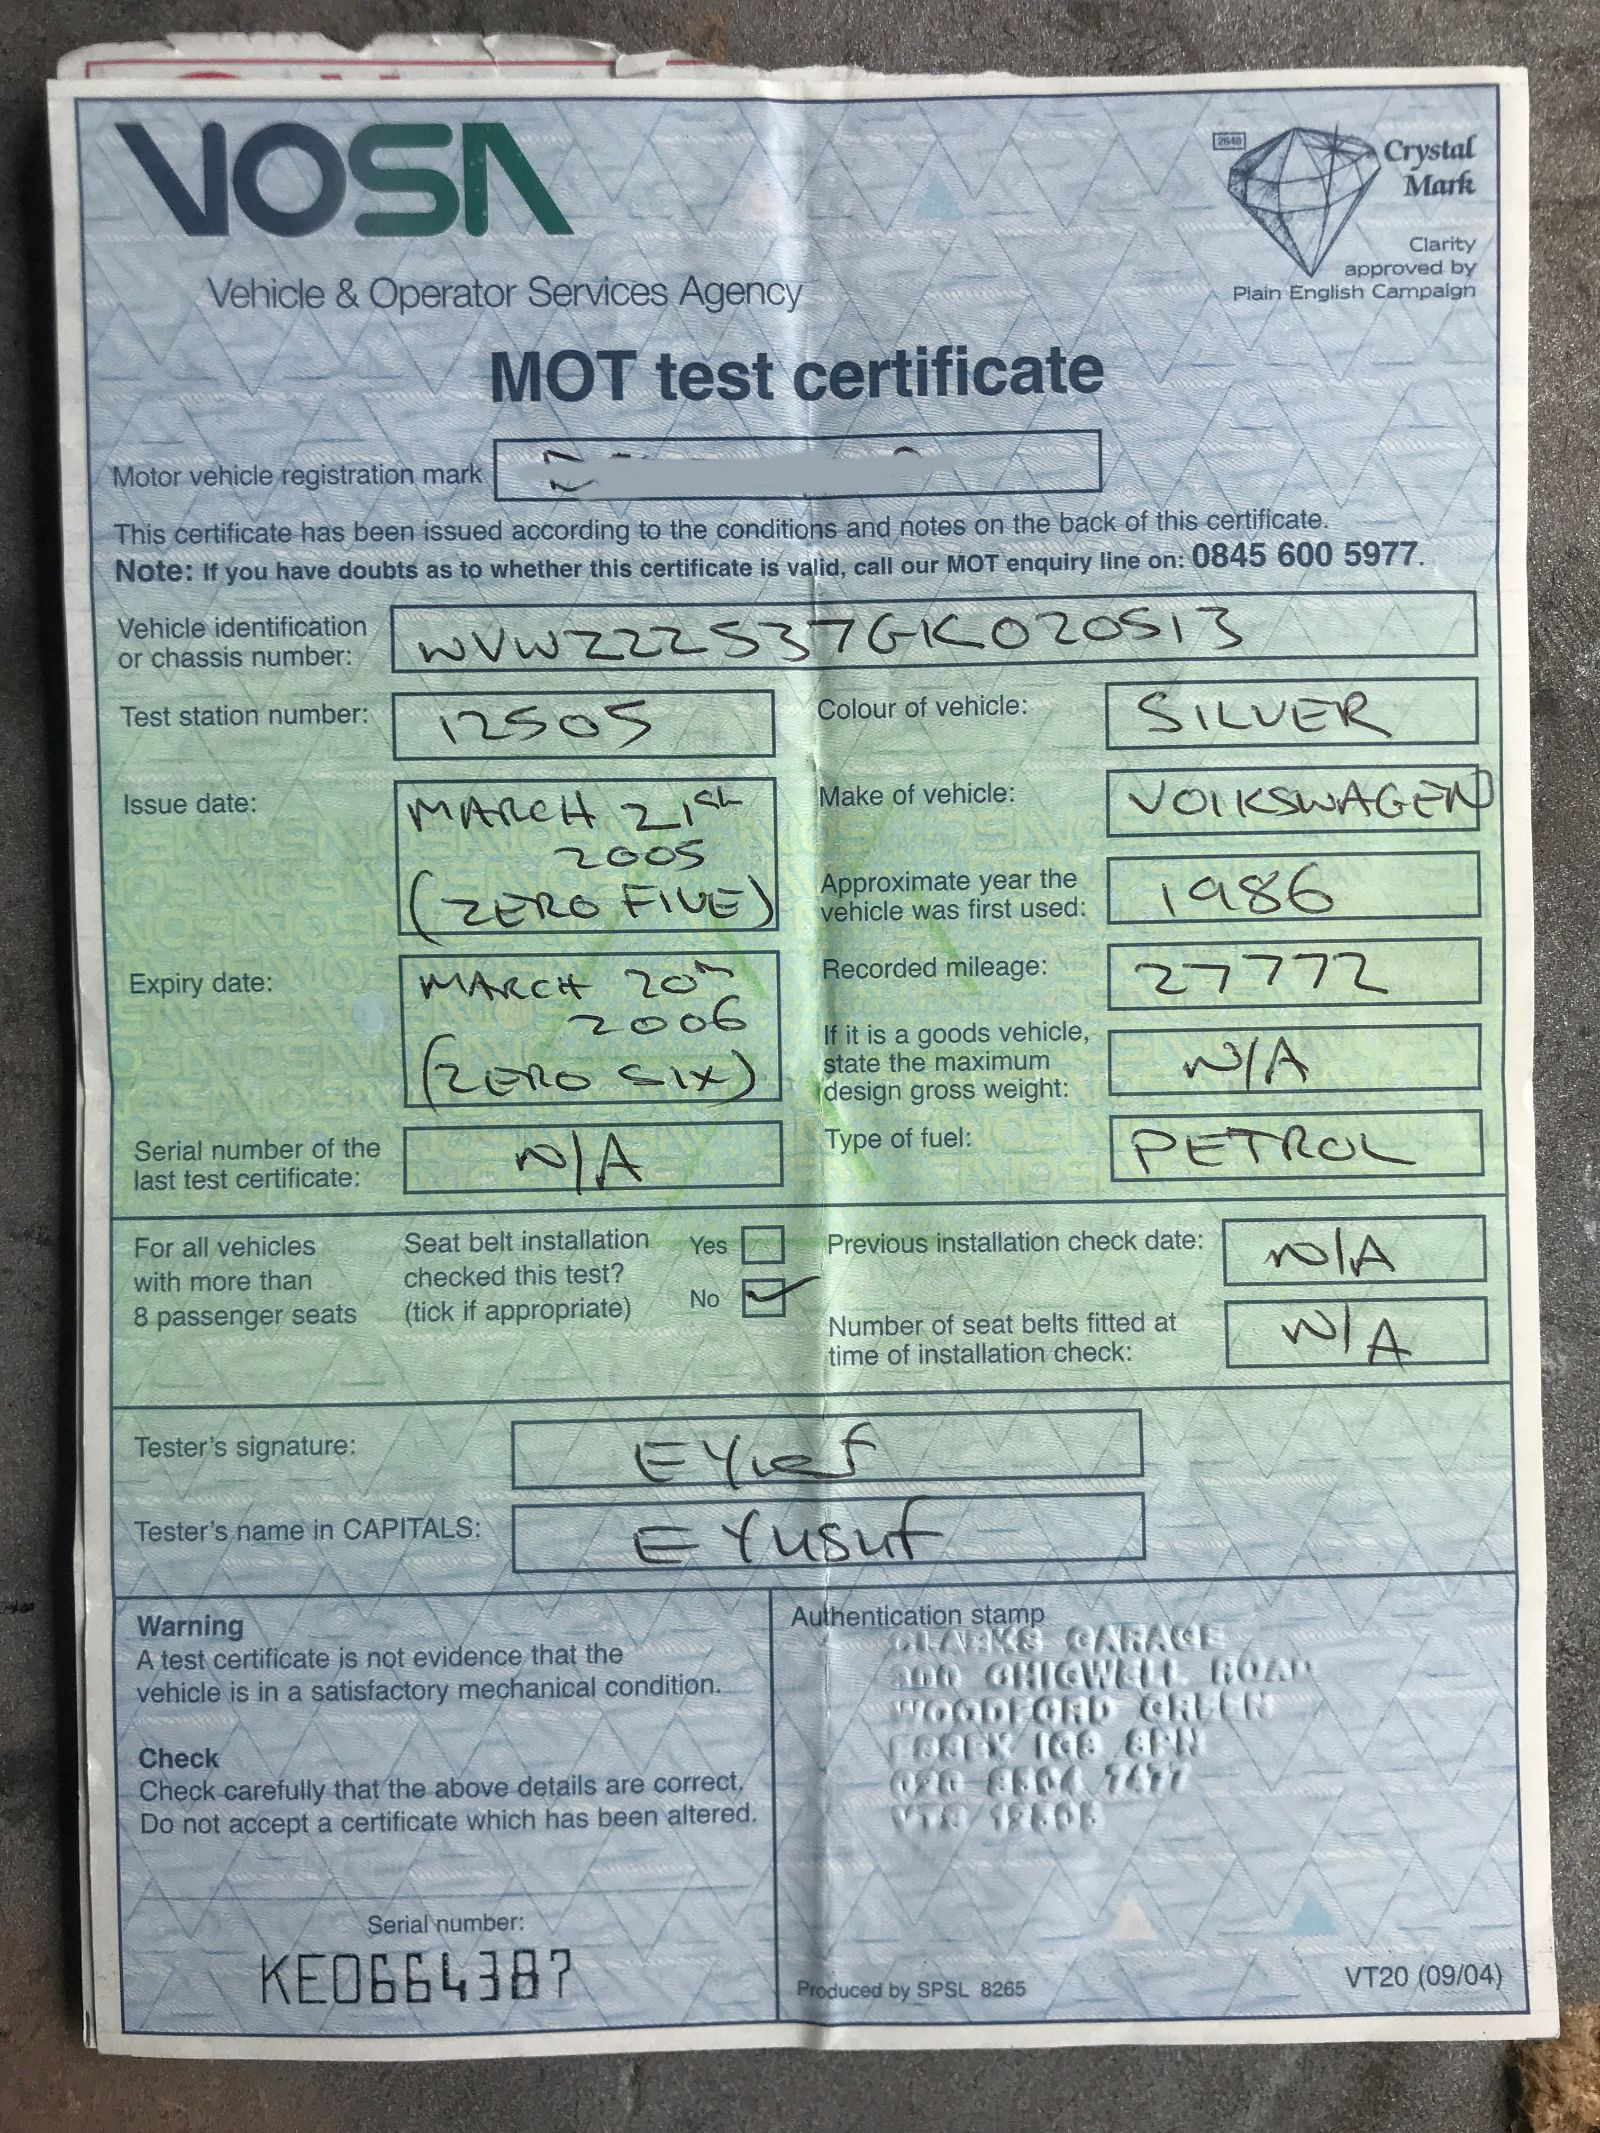 VOSA
Vehicle & Operator Services Agency
2640
Crystal
Mark
Clarity
approved by
Plain English Campaign
MOT test certificate
Motor vehicle registration mark
This certificate has been issued according to the conditions and notes on the back of this certificate.
Note: If you have doubts as to whether this certificate is valid, call our MOT enquiry line on: 0845 600 5977.
Vehicle identification
or chassis number:
WVWZZZ537GK020513
Test station number:
12505
Colour of vehicle:
SILVER
Issue date:
MARCH 21st
2005
(ZERO FIVE)
Make of vehicle:
VOLKSWAGEN
Approximate year the
vehicle was first used:
1986
Expiry date:
MARCH 20th
2006
(ZERO SIX)
Recorded mileage:
27772
If it is a goods vehicle,
state the maximum
design gross weight:
N/A
Serial number of the
last test certificate:
N/A
Type of fuel:
PETROL
For all vehicles
with more than
8 passenger seats
Seat belt installation
checked this test?
(tick if appropriate)
Yes
No
Previous installation check date:
N/A
Number of seat belts fitted at
time of installation check:
N/A
Tester's signature:
EYusuf
Tester's name in CAPITALS:
E Yusuf
Warning
A test certificate is not evidence that the
vehicle is in a satisfactory mechanical condition.
Check
Check carefully that the above details are correct.
Do not accept a certificate which has been altered.
Serial number:
KE0664387
Authentication stamp
CLARKS GARAGE
CHIGWELL ROAD
WOODFORD GREEN
ESSEX IG8 8PN
020 8504 7477
VTS 12505
Produced by SPSL 8265
VT20 (09/04)